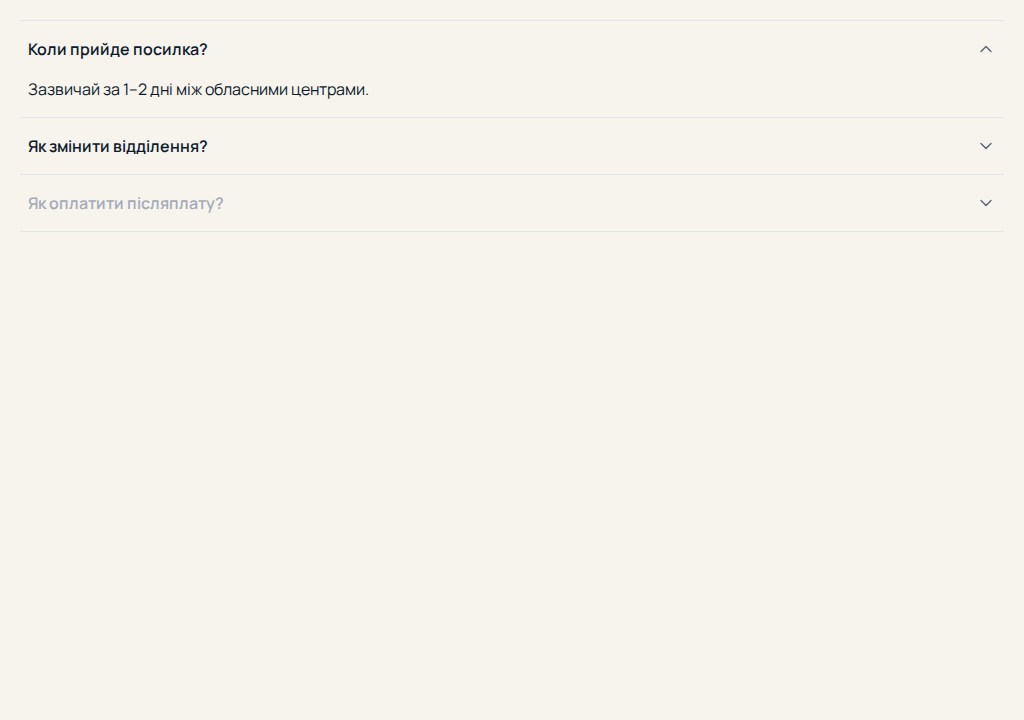 Коли прийде посилка?
Зазвичай за 1–2 дні між обласними центрами.
Як змінити відділення?
Як оплатити післяплату?